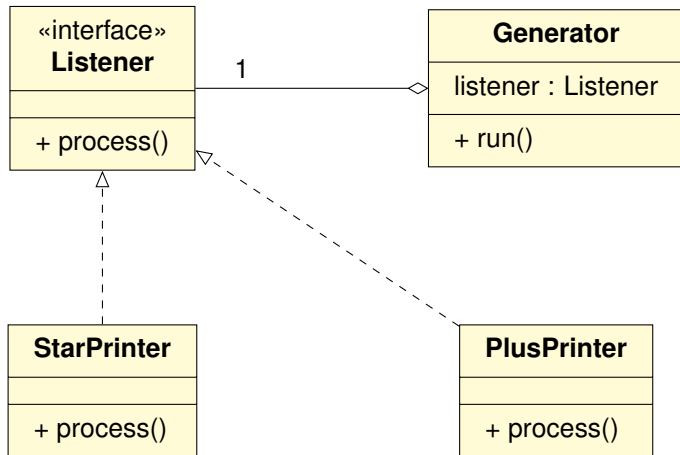 «interface»
Listener
+ process()
1
Generator
listener : Listener
+ run()
StarPrinter
+ process()
PlusPrinter
+ process()